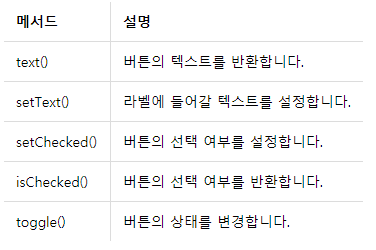 메서드 설명
text() 버튼의 텍스트를 반환합니다.
setText() 라벨에 들어갈 텍스트를 설정합니다.
setChecked() 버튼의 선택 여부를 설정합니다.
isChecked() 버튼의 선택 여부를 반환합니다.
toggle() 버튼의 상태를 변경합니다.